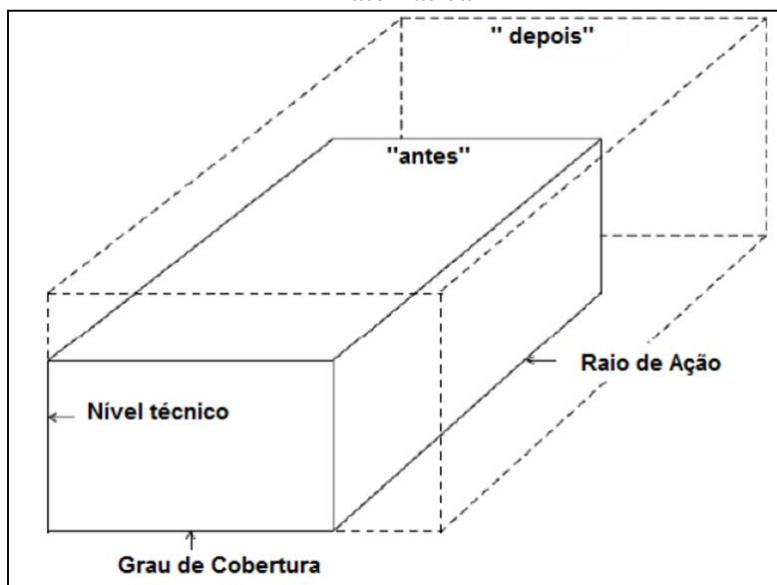 " depois"
"antes"
Raio de Ação
Nível técnico
Grau de Cobertura